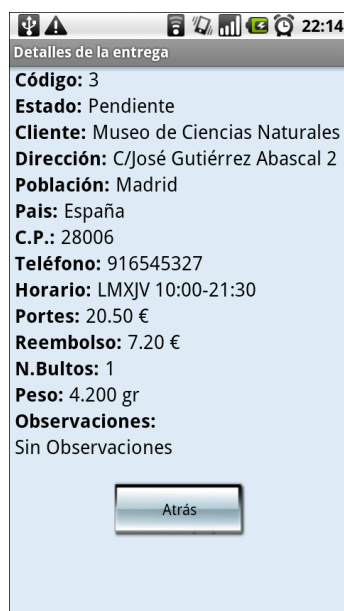 22:14
Detalles de la entrega
Código: 3
Estado: Pendiente
Cliente: Museo de Ciencias Naturales
Dirección: C/José Gutiérrez Abascal 2
Población: Madrid
Pais: España
C.P.: 28006
Teléfono: 916545327
Horario: LMXJV 10:00-21:30
Portes: 20.50 €
Reembolso: 7.20 €
N.Bultos: 1
Peso: 4.200 gr
Observaciones:
Sin Observaciones
Atrás